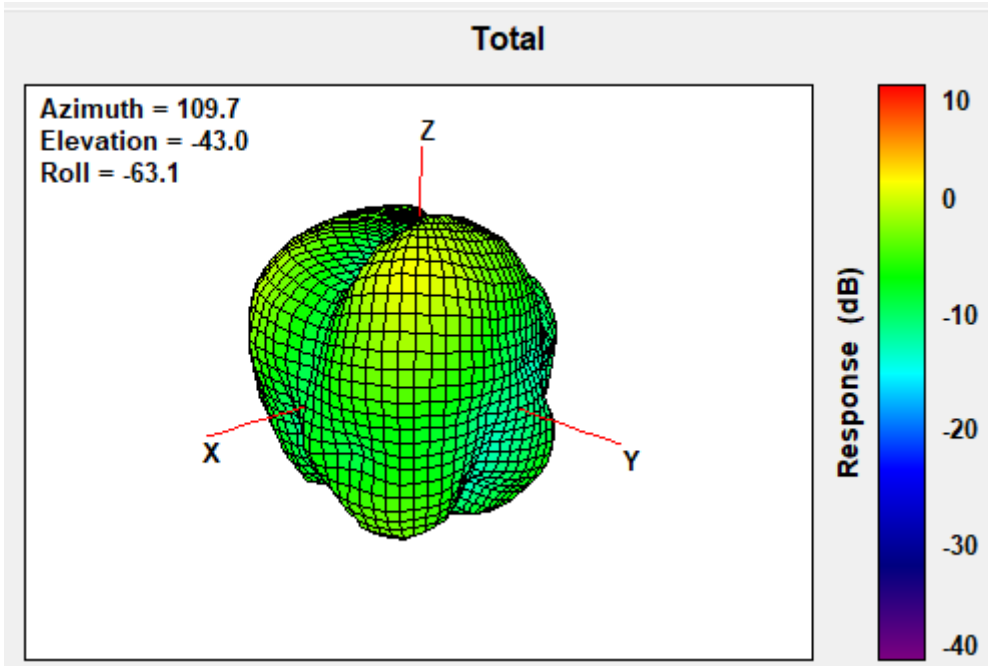 Total
Azimuth = 109.7
Elevation = -43.0
Roll = -63.1
Z
X
Y
10
0
-10
-20
-30
-40
Response (dB)